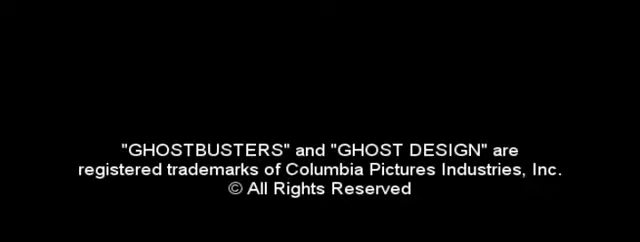 "GHOSTBUSTERS" and "GHOST DESIGN" are
registered trademarks of Columbia Pictures Industries, Inc.
© All Rights Reserved